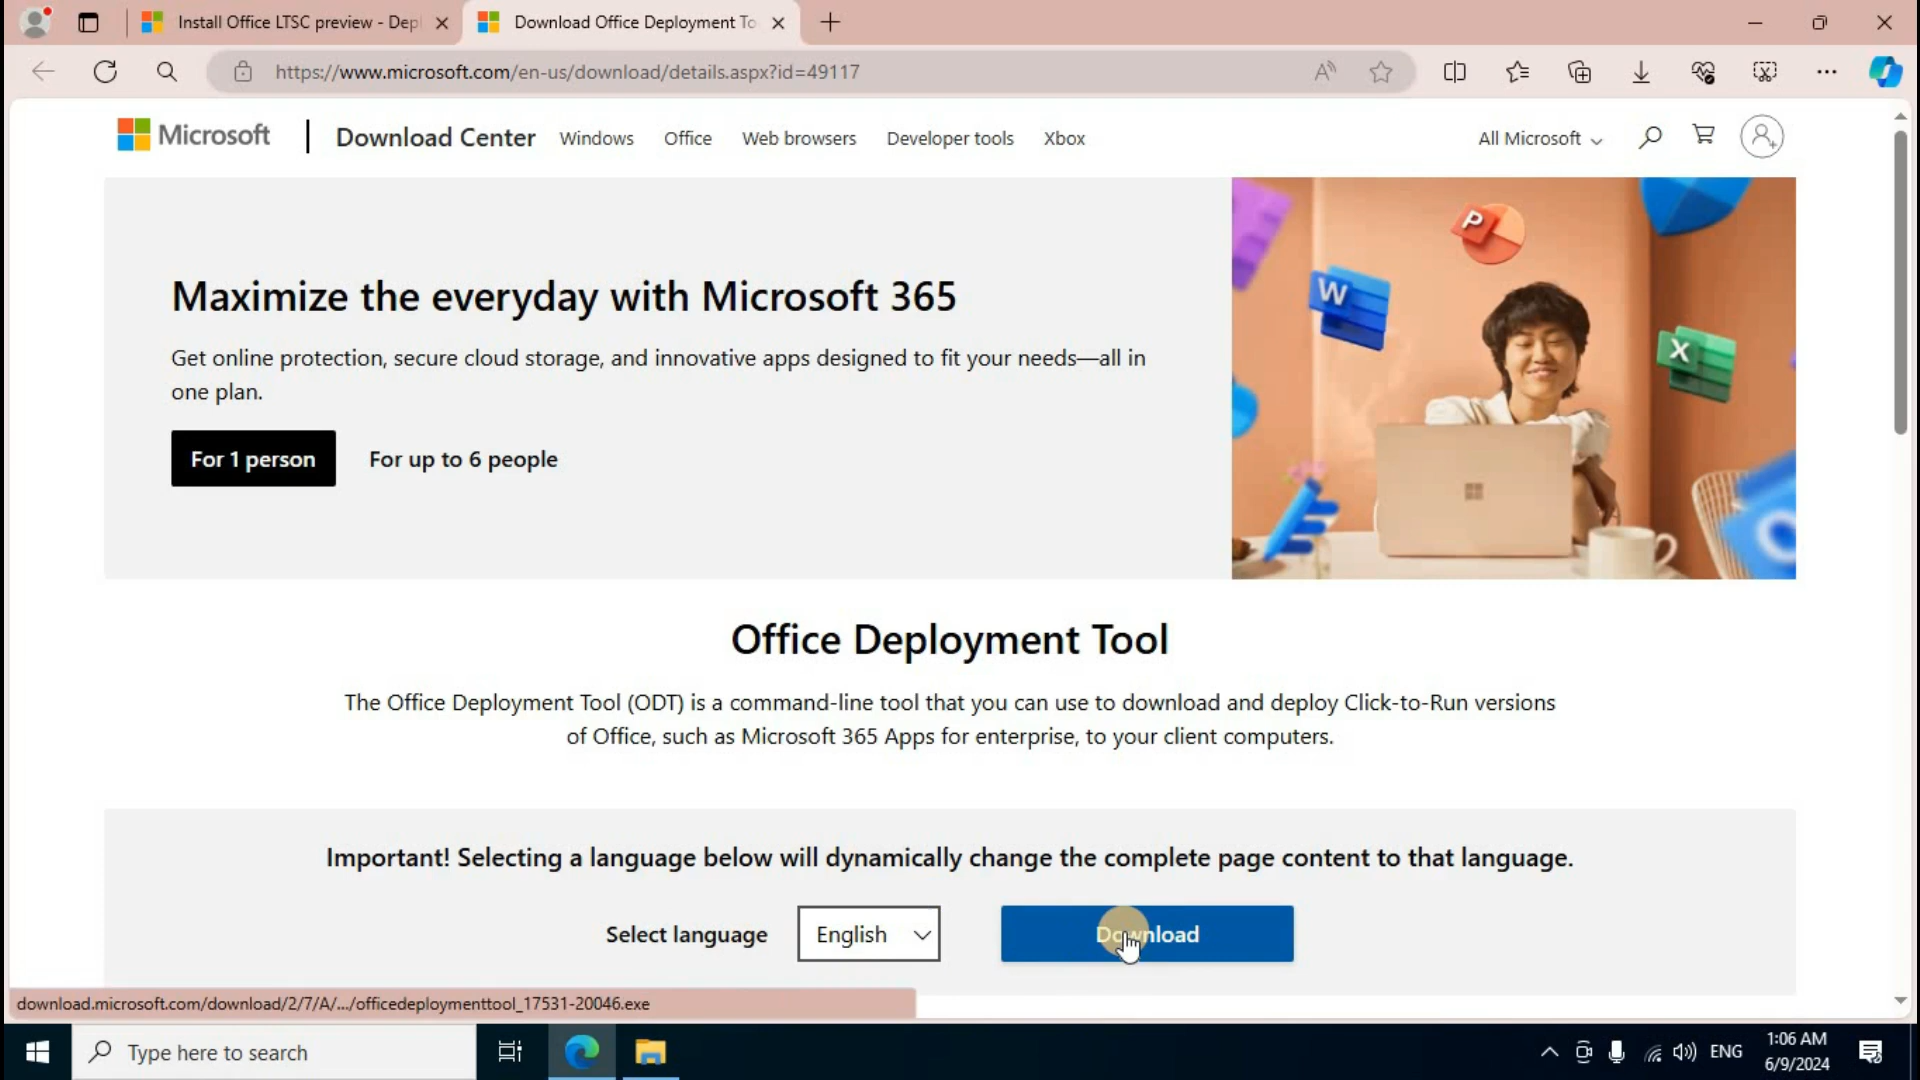 Install Office LTSC preview - Depl
Download Office Deployment To
https://www.microsoft.com/en-us/download/details.aspx?id=49117
Microsoft
Download Center
Windows
Office
Web browsers
Developer tools
Xbox
All Microsoft
Maximize the everyday with Microsoft 365
Get online protection, secure cloud storage, and innovative apps designed to fit your needs—all in
one plan.
For 1 person
For up to 6 people
P
W
X
Office Deployment Tool
The Office Deployment Tool (ODT) is a command-line tool that you can use to download and deploy Click-to-Run versions
of Office, such as Microsoft 365 Apps for enterprise, to your client computers.
Important! Selecting a language below will dynamically change the complete page content to that language.
Select language
English
Download
download.microsoft.com/download/2/7/A/.../officedeploymenttool_17531-20046.exe
Type here to search
ENG
1:06 AM
6/9/2024